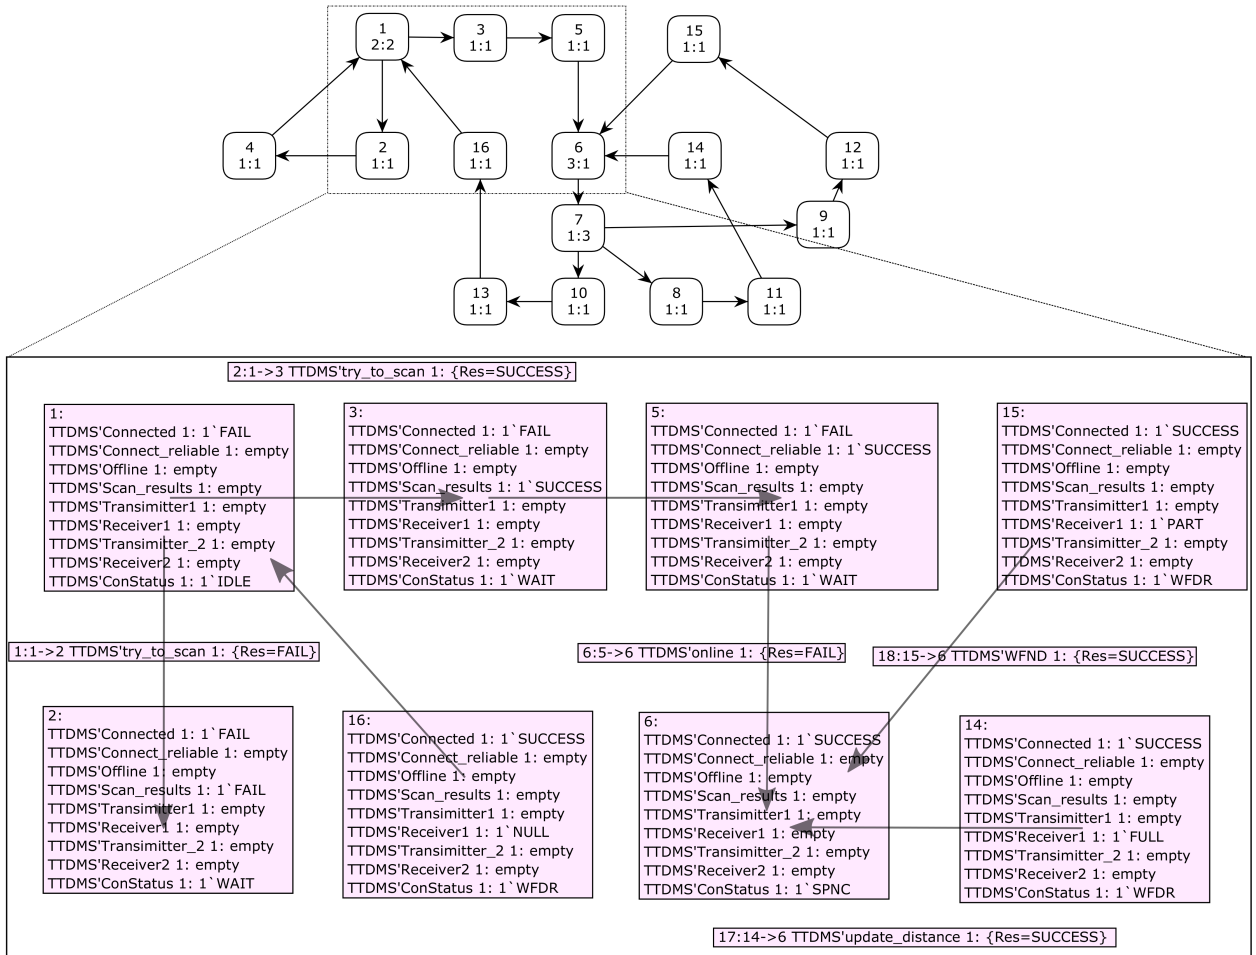 1
2:2
3
1:1
5
1:1
15
1:1
4
1:1
2
1:1
16
1:1
6
3:1
14
1:1
12
1:1
7
1:3
9
1:1
13
1:1
10
1:1
8
1:1
11
1:1
2:1->3 TTDMS'try_to_scan 1: {Res=SUCCESS}
1:
TTDMS'Connected 1: 1`FAIL
TTDMS'Connect_reliable 1: empty
TTDMS'Offline 1: empty
TTDMS'Scan_results 1: empty
TTDMS'Transimitter1 1: empty
TTDMS'Receiver1 1: empty
TTDMS'Transimitter_2 1: empty
TTDMS'Receiver2 1: empty
TTDMS'ConStatus 1: 1`IDLE
3:
TTDMS'Connected 1: 1`FAIL
TTDMS'Connect_reliable 1: empty
TTDMS'Offline 1: empty
TTDMS'Scan_results 1: 1`SUCCESS
TTDMS'Transimitter1 1: empty
TTDMS'Receiver1 1: empty
TTDMS'Transimitter_2 1: empty
TTDMS'Receiver2 1: empty
TTDMS'ConStatus 1: 1`WAIT
5:
TTDMS'Connected 1: 1`FAIL
TTDMS'Connect_reliable 1: 1`SUCCESS
TTDMS'Offline 1: empty
TTDMS'Scan_results 1: empty
TTDMS'Transimitter1 1: empty
TTDMS'Receiver1 1: empty
TTDMS'Transimitter_2 1: empty
TTDMS'Receiver2 1: empty
TTDMS'ConStatus 1: 1`WAIT
15:
TTDMS'Connected 1: 1`SUCCESS
TTDMS'Connect_reliable 1: empty
TTDMS'Offline 1: empty
TTDMS'Scan_results 1: empty
TTDMS'Transimitter1 1: empty
TTDMS'Receiver1 1: 1`PART
TTDMS'Transimitter_2 1: empty
TTDMS'Receiver2 1: empty
TTDMS'ConStatus 1: 1`WFDR
1:1->2 TTDMS'try_to_scan 1: {Res=FAIL}
6:5->6 TTDMS'online 1: {Res=FAIL}
18:15->6 TTDMS'WFND 1: {Res=SUCCESS}
2:
TTDMS'Connected 1: 1`FAIL
TTDMS'Connect_reliable 1: empty
TTDMS'Offline 1: empty
TTDMS'Scan_results 1: 1`FAIL
TTDMS'Transimitter1 1: empty
TTDMS'Receiver1 1: empty
TTDMS'Transimitter_2 1: empty
TTDMS'Receiver2 1: empty
TTDMS'ConStatus 1: 1`WAIT
16:
TTDMS'Connected 1: 1`SUCCESS
TTDMS'Connect_reliable 1: empty
TTDMS'Offline 1: empty
TTDMS'Scan_results 1: empty
TTDMS'Transimitter1 1: empty
TTDMS'Receiver1 1: 1`NULL
TTDMS'Transimitter_2 1: empty
TTDMS'Receiver2 1: empty
TTDMS'ConStatus 1: 1`WFDR
6:
TTDMS'Connected 1: 1`SUCCESS
TTDMS'Connect_reliable 1: empty
TTDMS'Offline 1: empty
TTDMS'Scan_results 1: empty
TTDMS'Transimitter1 1: empty
TTDMS'Receiver1 1: empty
TTDMS'Transimitter_2 1: empty
TTDMS'Receiver2 1: empty
TTDMS'ConStatus 1: 1`SPNC
14:
TTDMS'Connected 1: 1`SUCCESS
TTDMS'Connect_reliable 1: empty
TTDMS'Offline 1: empty
TTDMS'Scan_results 1: empty
TTDMS'Transimitter1 1: empty
TTDMS'Receiver1 1: 1`FULL
TTDMS'Transimitter_2 1: empty
TTDMS'Receiver2 1: empty
TTDMS'ConStatus 1: 1`WFDR
17:14->6 TTDMS'update_distance 1: {Res=SUCCESS}